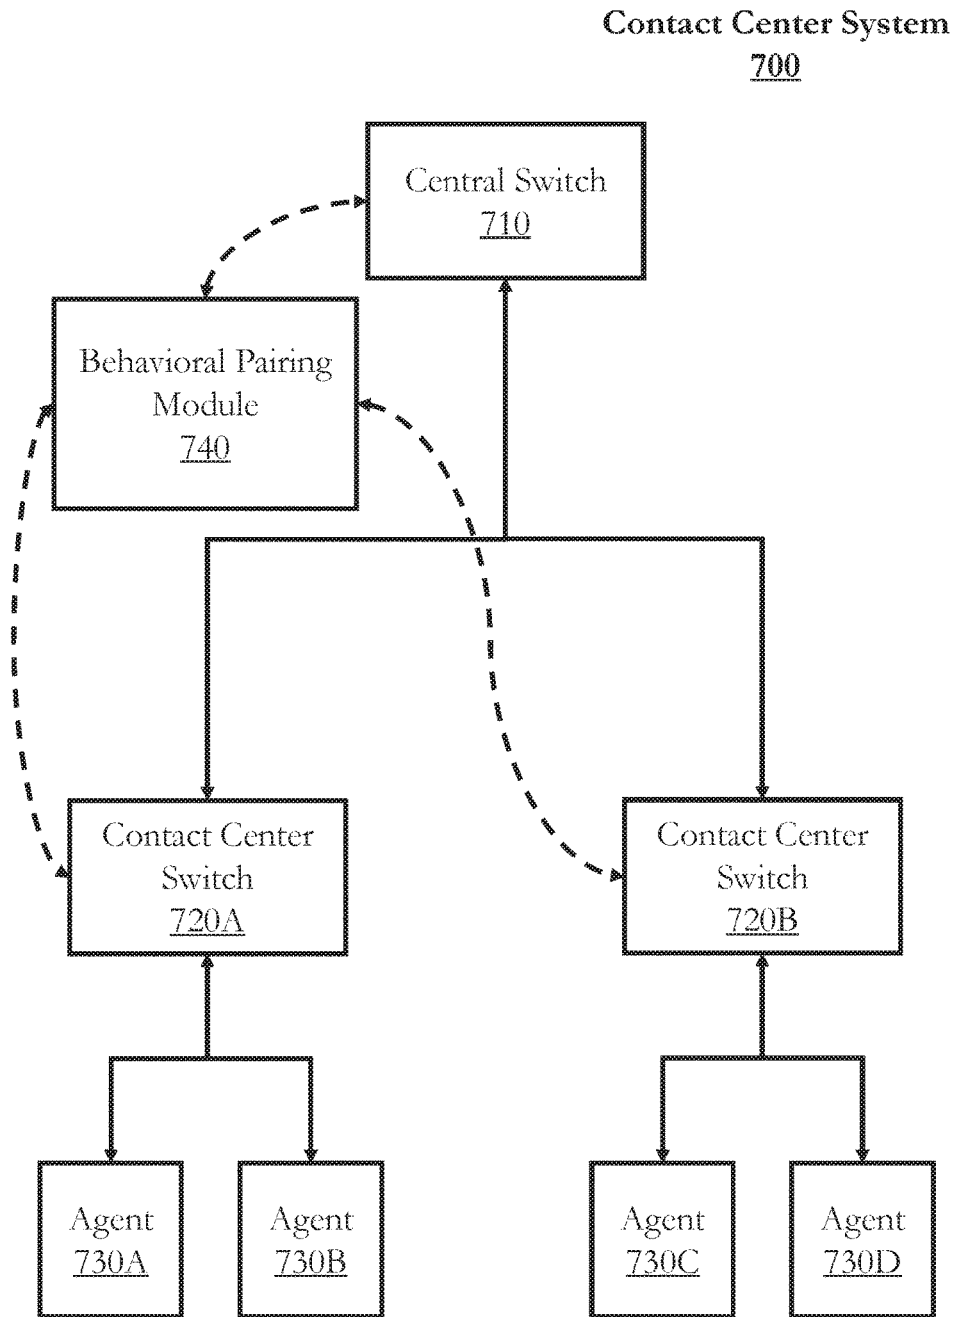 Contact Center System
700
Central Switch
710
Behavioral Pairing
Module
740
Contact Center
Switch
720A
Contact Center
Switch
720B
Agent
730A
Agent
730B
Agent
730C
Agent
730D